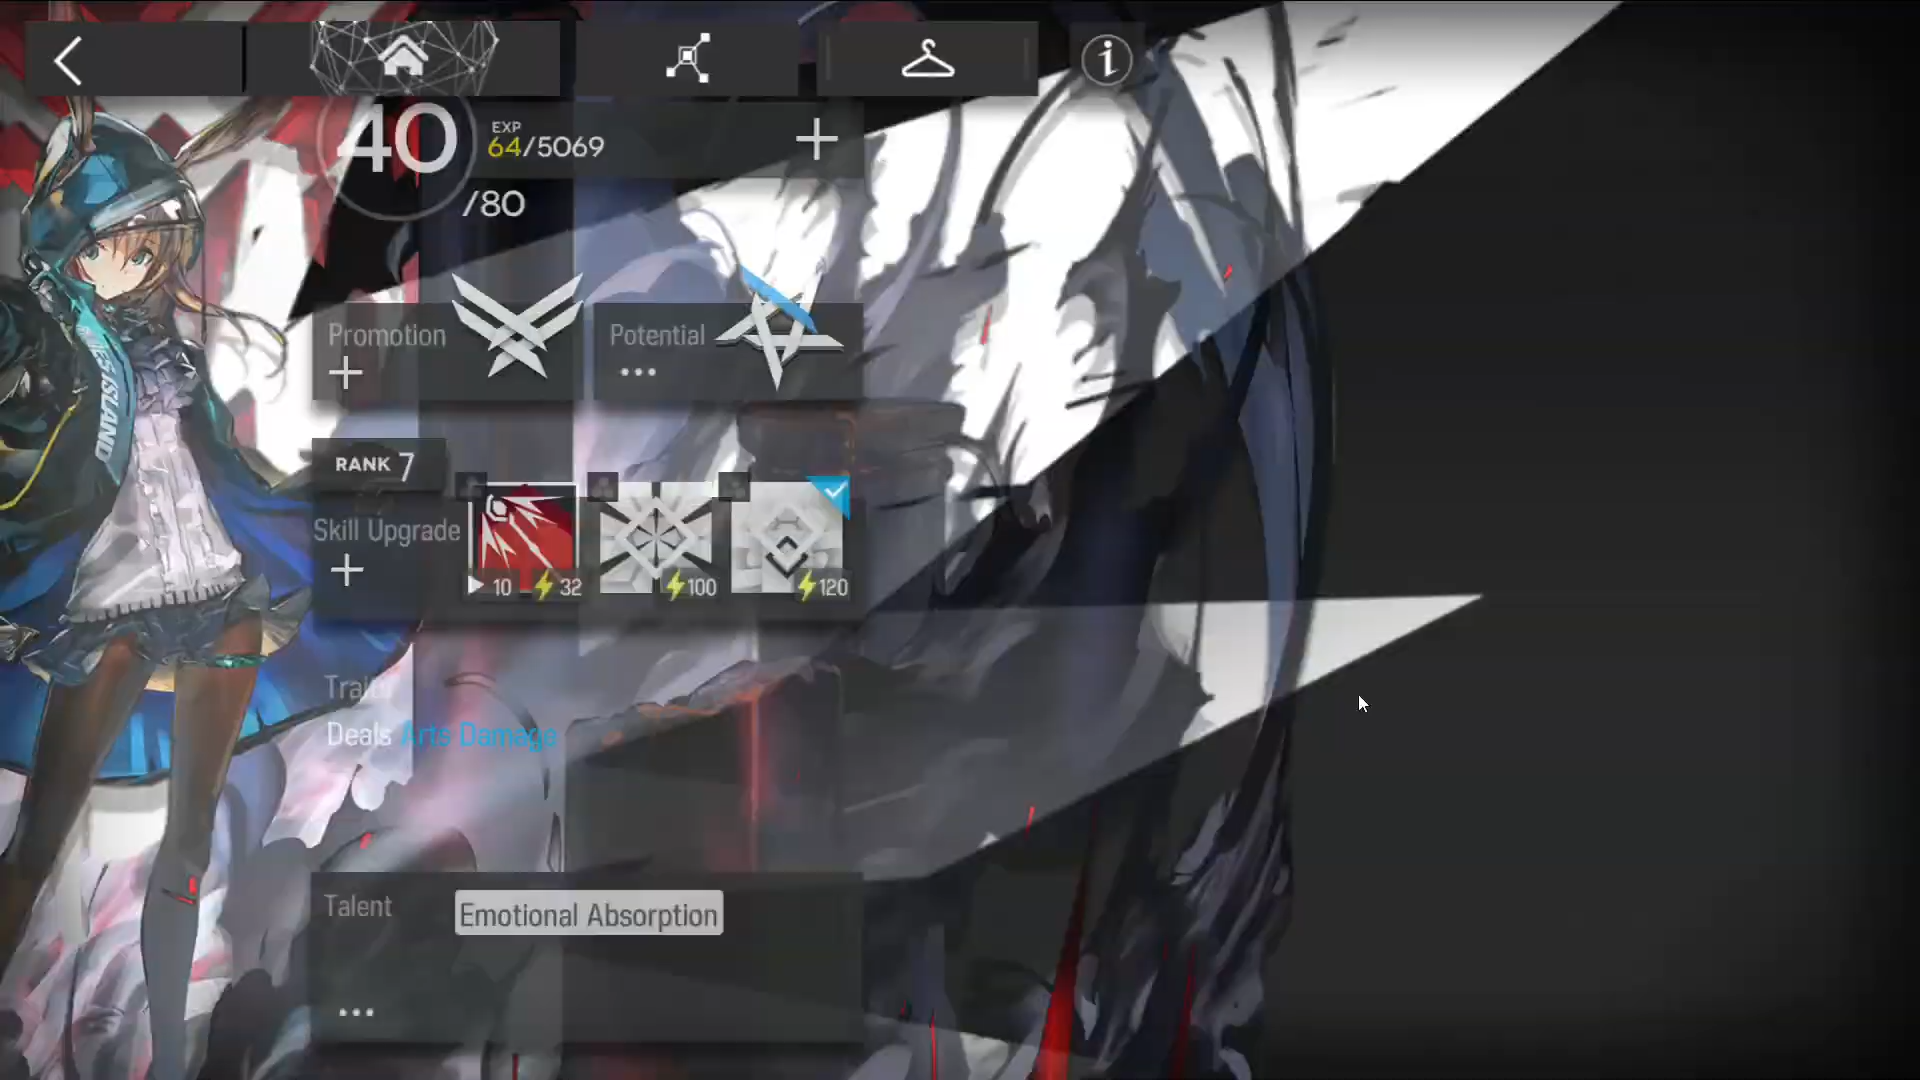 40
EXP
64/5069
/80
Promotion
Potential
RANK 7
Skill Upgrade
10 32
100
120
Trait
Deals Arts Damage
Talent
Emotional Absorption